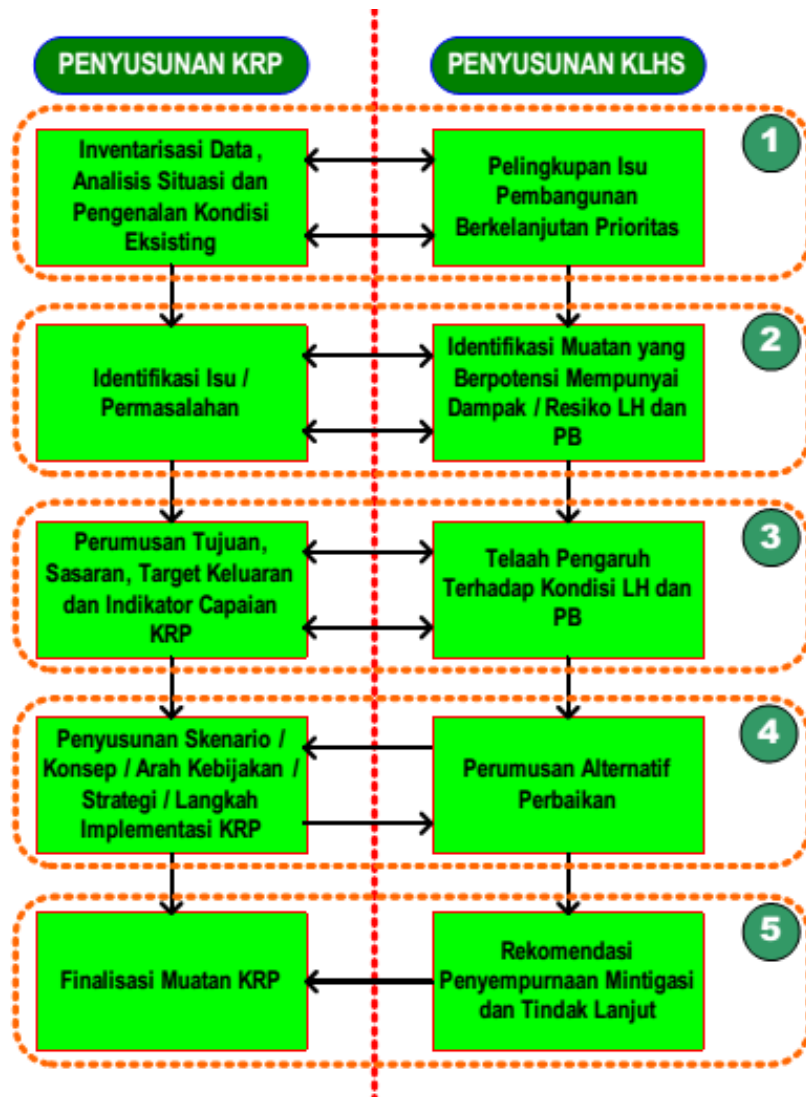 PENYUSUNAN KRP
PENYUSUNAN KLHS
1
Inventarisasi Data ,
Analisis Situasi dan
Pengenalan Kondisi
Eksisting
Pelingkupan Isu
Pembangunan
Berkelanjutan Prioritas
2
Identifikasi Isu /
Permasalahan
Identifikasi Muatan yang
Berpotensi Mempunyai
Dampak / Resiko LH dan
PB
3
Perumusan Tujuan,
Sasaran, Target Keluaran
dan Indikator Capaian
KRP
Telaah Pengaruh
Terhadap Kondisi LH dan
PB
4
Penyusunan Skenario /
Konsep / Arah Kebijakan /
Strategi / Langkah
Implementasi KRP
Perumusan Alternatif
Perbaikan
5
Finalisasi Muatan KRP
Rekomendasi
Penyempurnaan Mintigasi
dan Tindak Lanjut